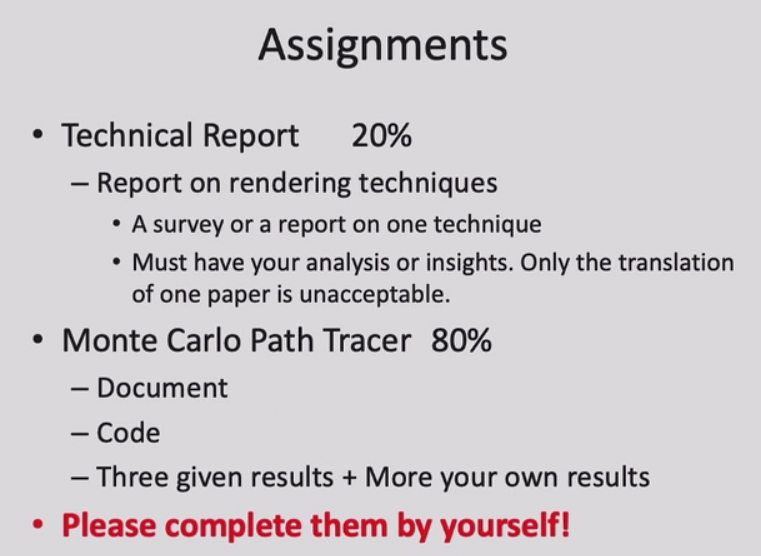 Assignments
• Technical Report 20%
– Report on rendering techniques
• A survey or a report on one technique
• Must have your analysis or insights. Only the translation
of one paper is unacceptable.
• Monte Carlo Path Tracer 80%
– Document
– Code
– Three given results + More your own results
• Please complete them by yourself!